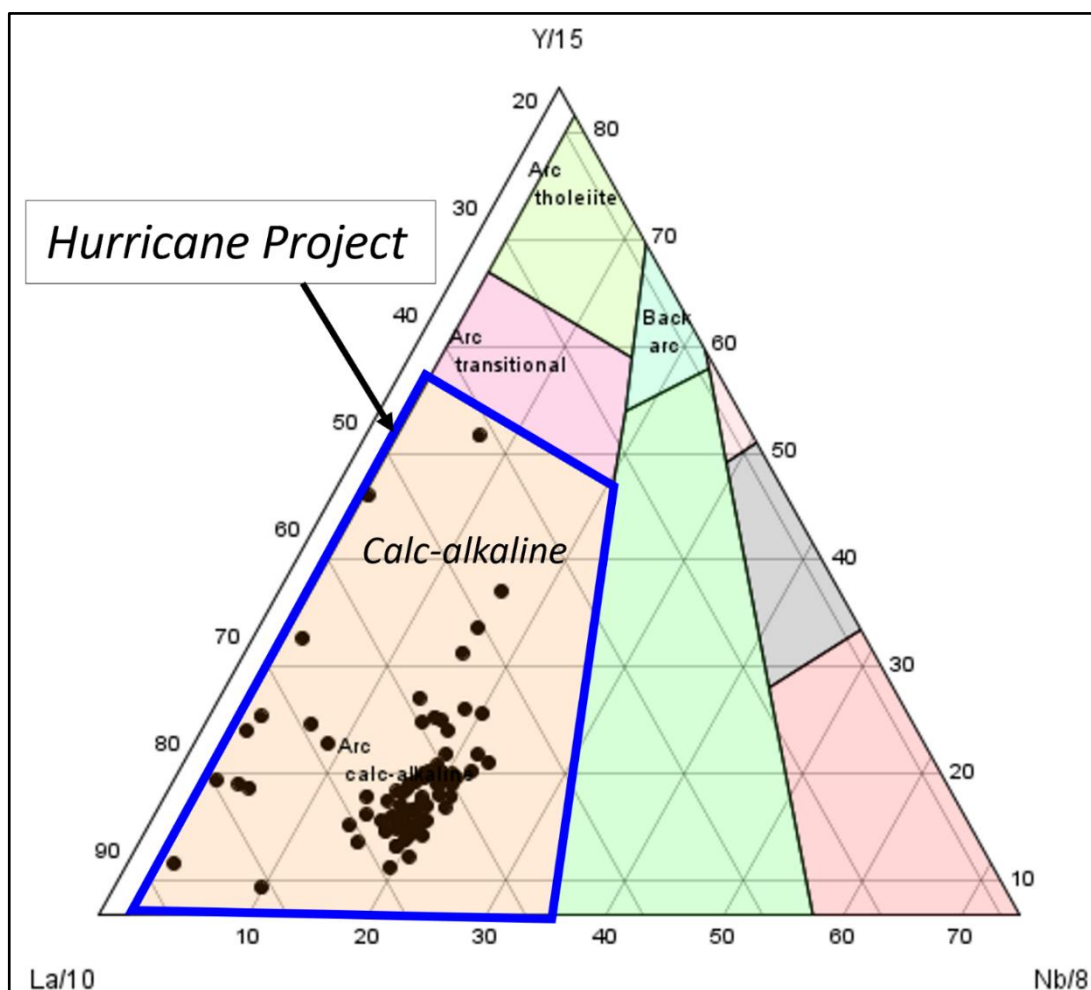 Y/15
20
80
Arc
tholeiite
30
70
Hurricane Project
40
Back
arc
60
Arc
transitional
50
50
60
Calc-alkaline
40
70
30
80
Arc
calc-alkaline
20
90
10
10
20
30
40
50
60
70
La/10
Nb/8